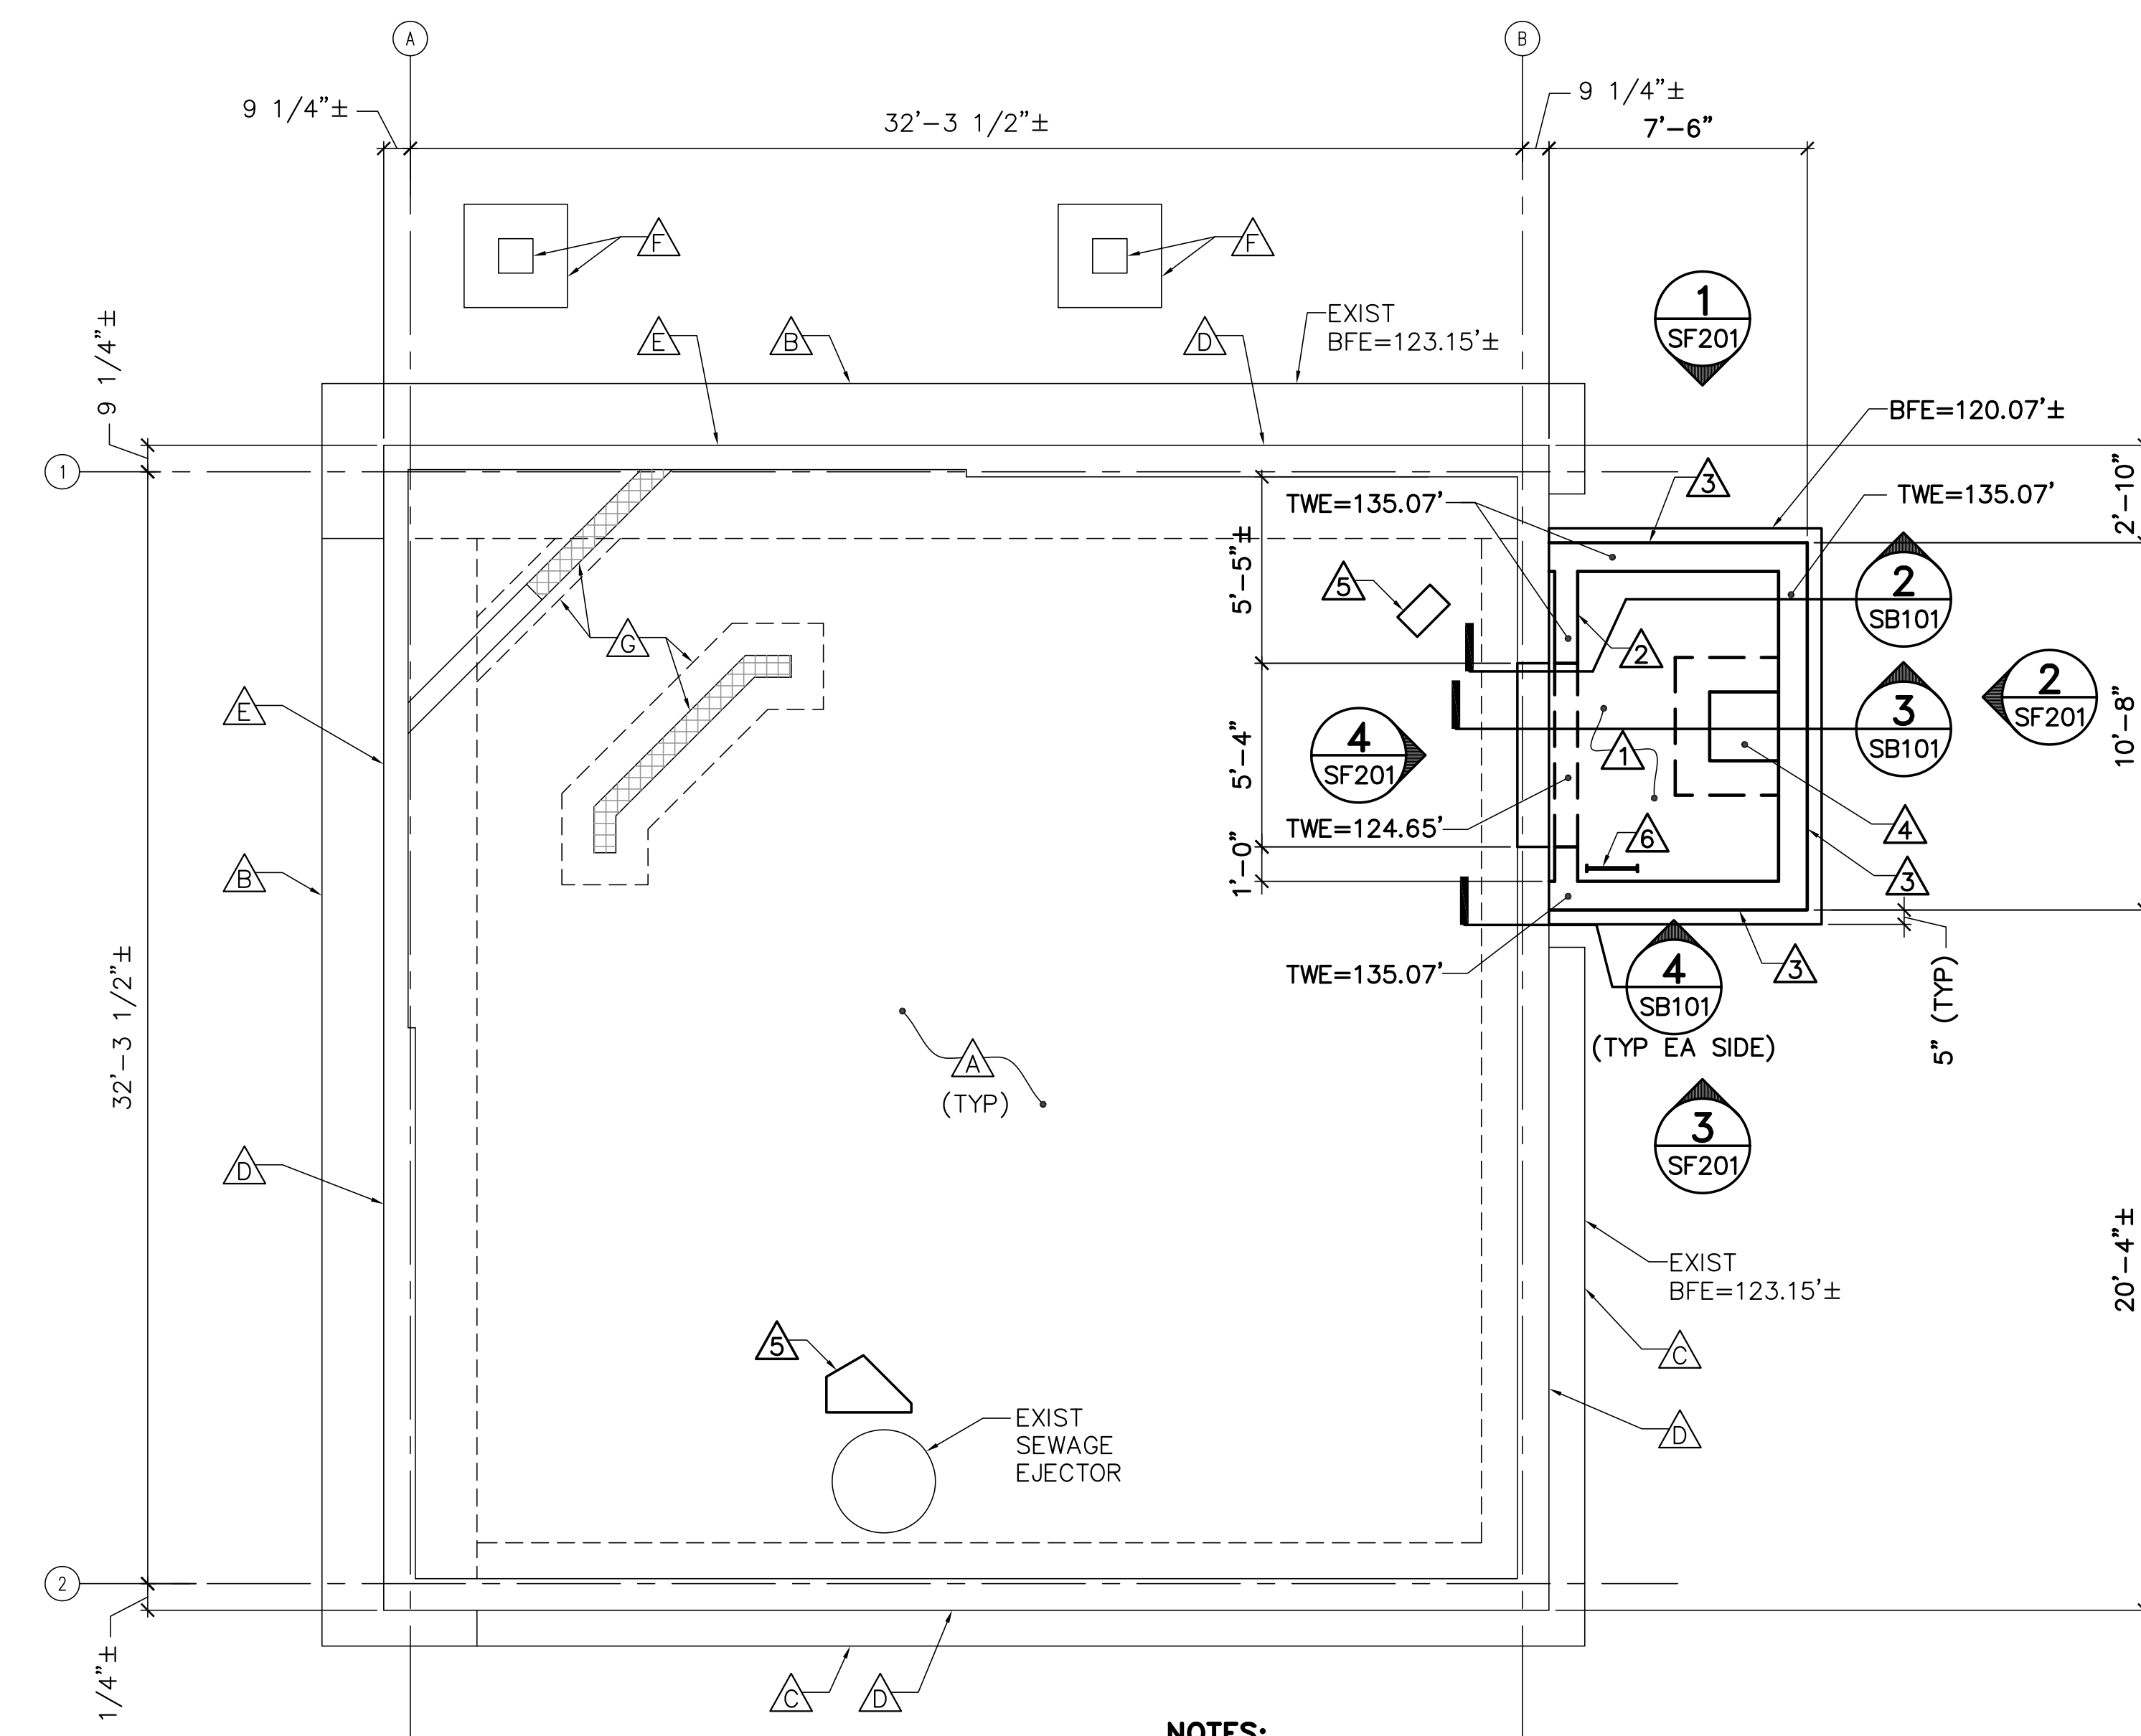 A
B
9 1/4"±
32'-3 1/2"±
9 1/4"±
7'-6"
F
F
1
SF201
EXIST
BFE=123.15'±
E
B
D
9 1/4"±
BFE=120.07'±
1
3
TWE=135.07'
TWE=135.07'
2'-10"
5'-5"±
5
2
SB101
G
2
2
SF201
E
3
SB101
10'-8"
4
SF201
1
5'-4"
TWE=124.65'
6
4
B
1'-0"
3
TWE=135.07'
3
4
SB101
(TYP EA SIDE)
5" (TYP)
32'-3 1/2"±
A
(TYP)
3
SF201
D
EXIST
BFE=123.15'±
20'-4"±
5
C
EXIST
SEWAGE
EJECTOR
D
2
1/4"±
C
D
NOTES: